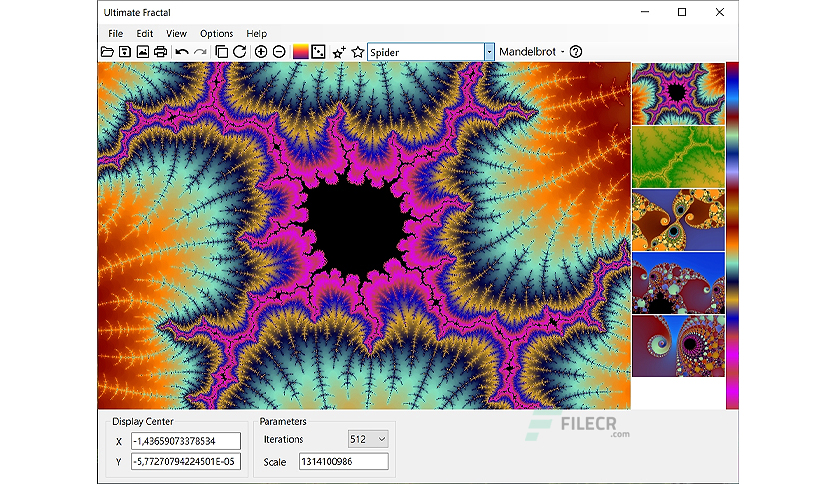 Ultimate Fractal
File Edit View Options Help
Spider Mandelbrot
Display Center
X -1,43659073378534
Y -5,77270794224501E-05
Parameters
Iterations 512
Scale 1314100986
FILECR
.com